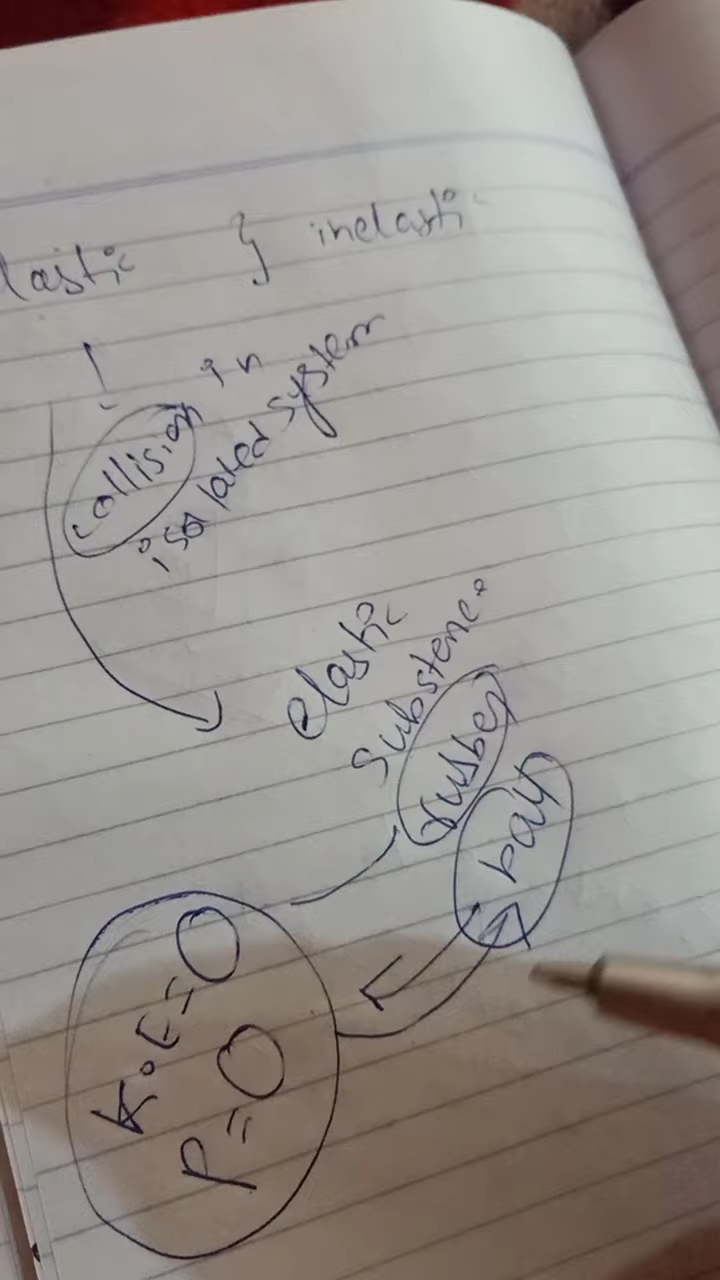 lastic } inelastic
collision in
isolated system
elastic
substence
rubber
ball
K.E = 0
P = 0